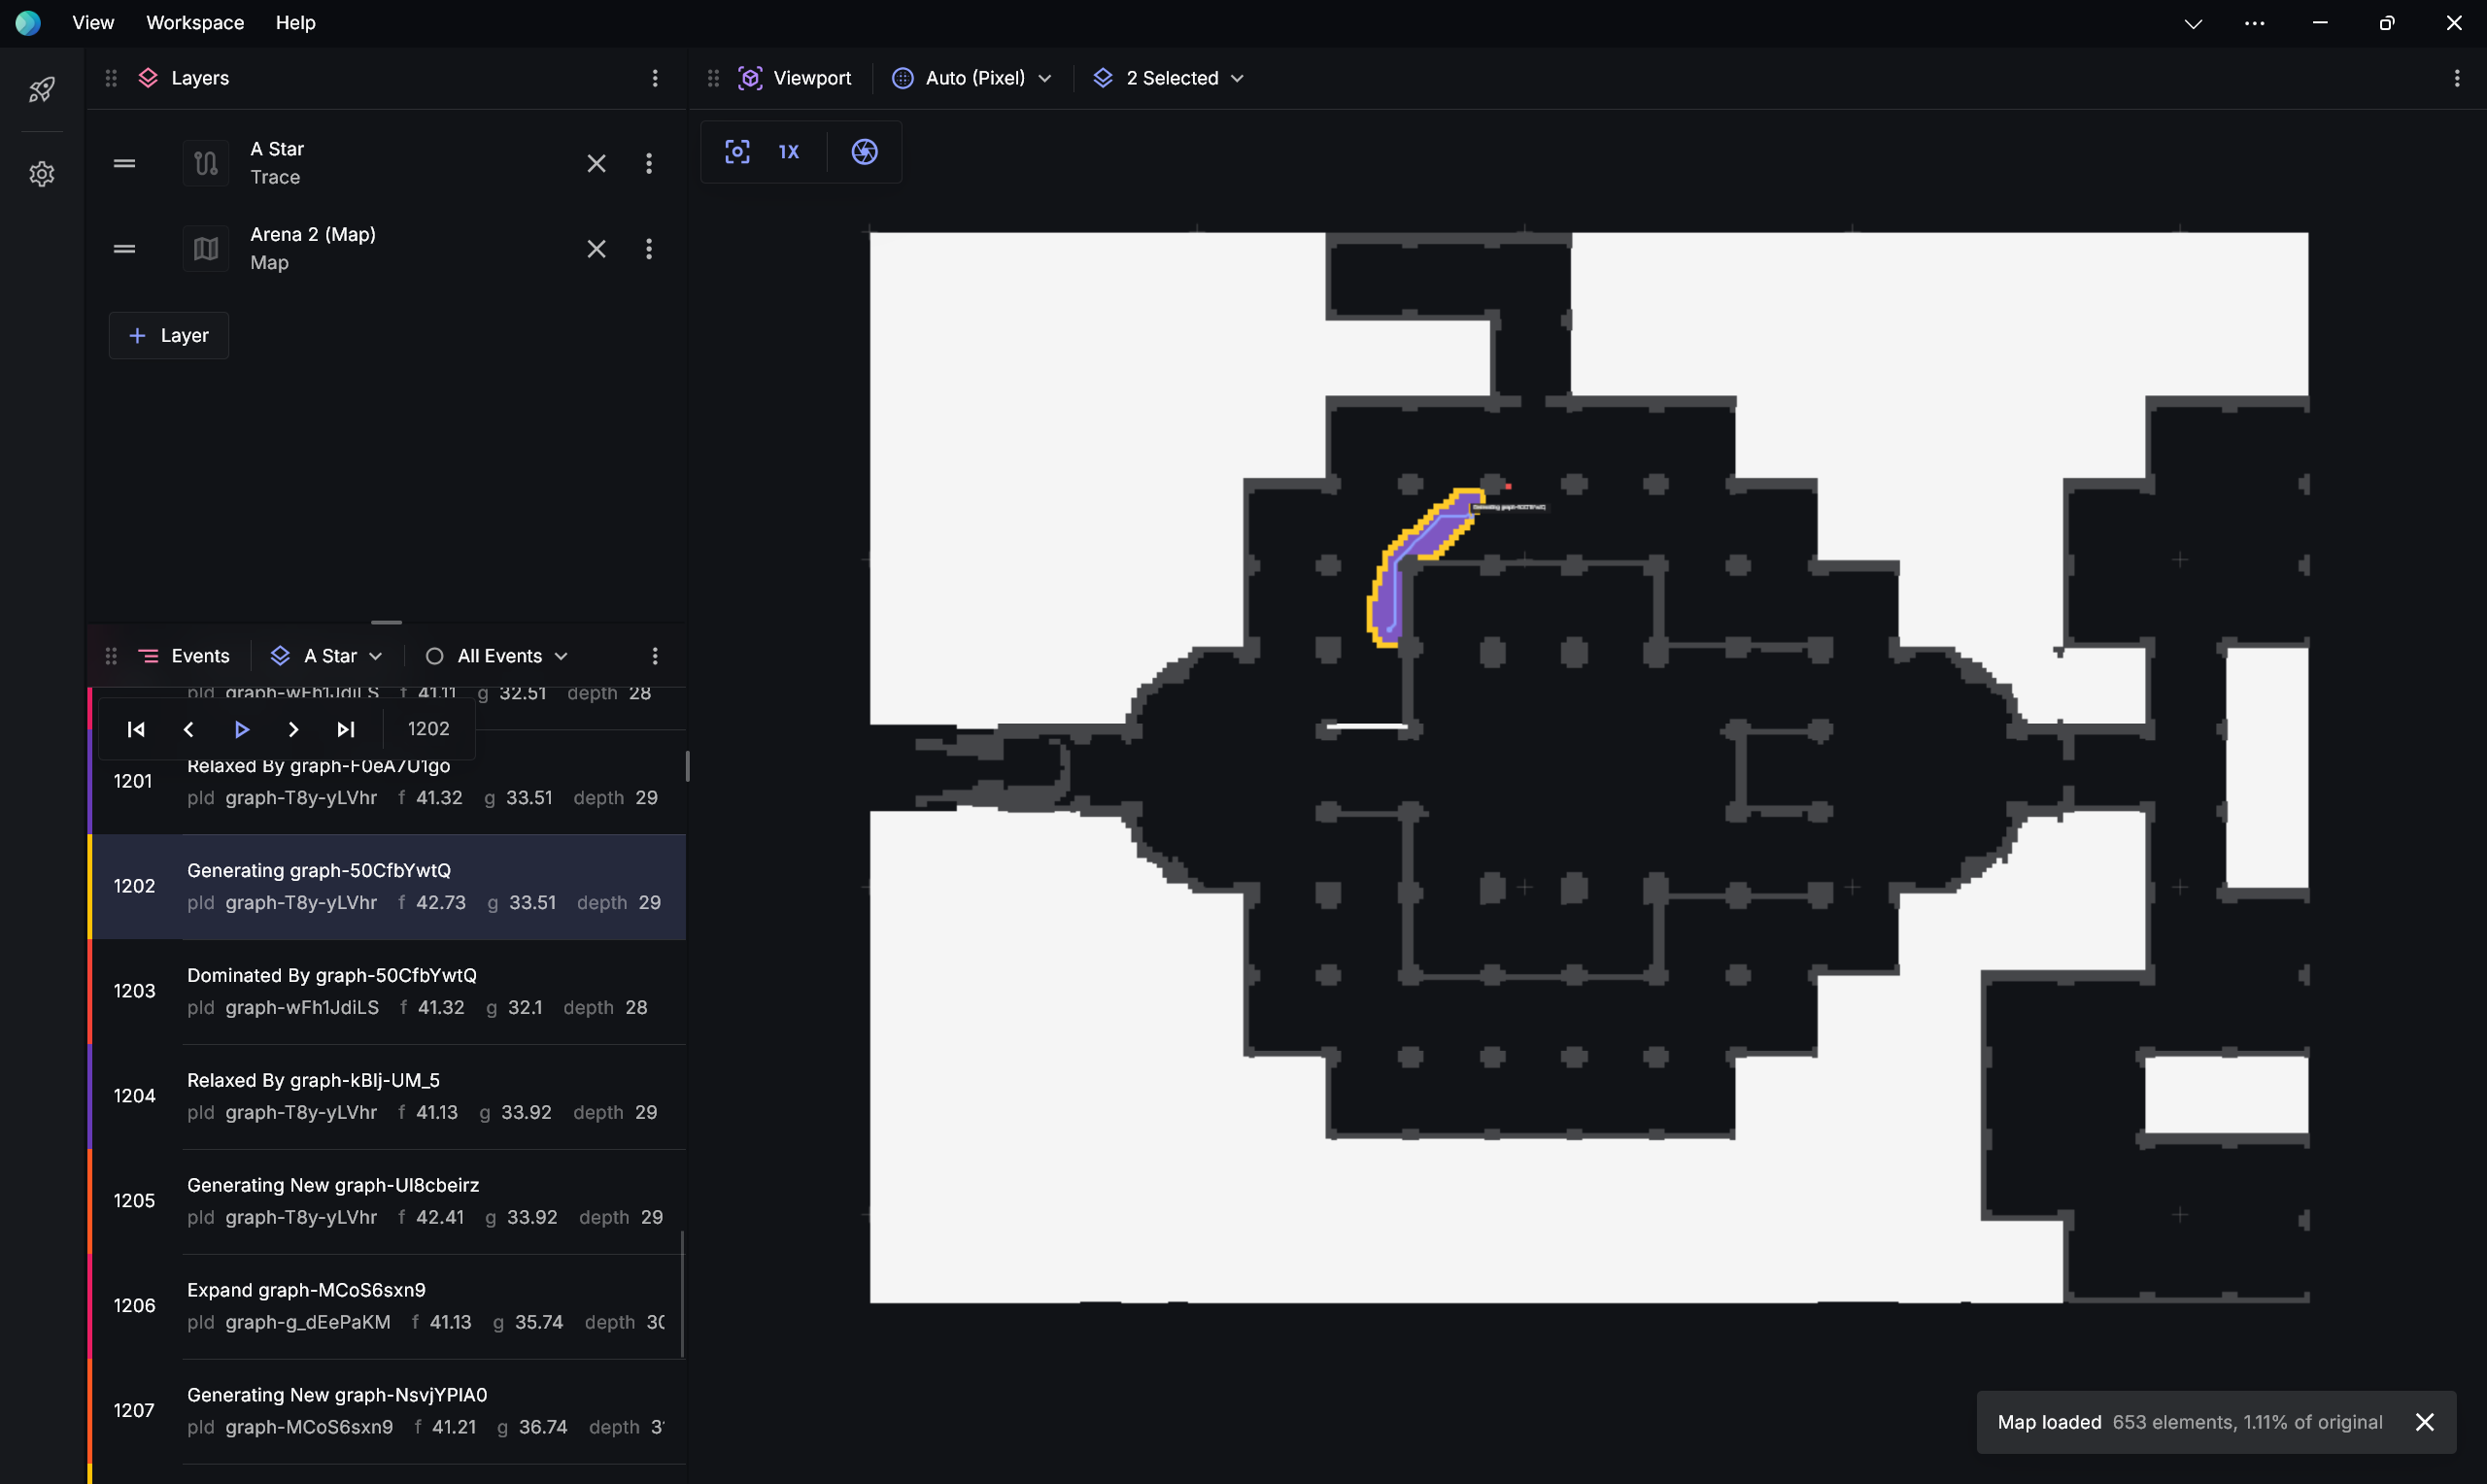 View Workspace Help
Layers
A Star
Trace
Arena 2 (Map)
Map
Layer
Events A Star All Events
pId graph-wFh1JdiLS f 41.11 g 32.51 depth 28
1202
1201
Relaxed By graph-F0eA7U1go
pId graph-T8y-yLVhr f 41.32 g 33.51 depth 29
1202
Generating graph-50CfbYwtQ
pId graph-T8y-yLVhr f 42.73 g 33.51 depth 29
1203
Dominated By graph-50CfbYwtQ
pId graph-wFh1JdiLS f 41.32 g 32.1 depth 28
1204
Relaxed By graph-kBIj-UM_5
pId graph-T8y-yLVhr f 41.13 g 33.92 depth 29
1205
Generating New graph-UI8cbeirz
pId graph-T8y-yLVhr f 42.41 g 33.92 depth 29
1206
Expand graph-MCoS6sxn9
pId graph-g_dEePaKM f 41.13 g 35.74 depth 30
1207
Generating New graph-NsvjYPIA0
pId graph-MCoS6sxn9 f 41.21 g 36.74 depth 3
Viewport Auto (Pixel) 2 Selected
1X
Generating graph-50CfbYwtQ
Map loaded 653 elements, 1.11% of original